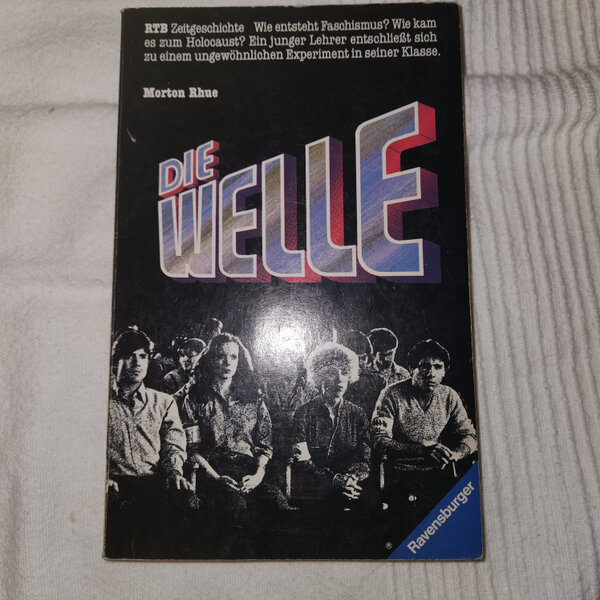 RTB Zeitgeschichte Wie entsteht Faschismus? Wie kam
es zum Holocaust? Ein junger Lehrer entschließt sich
zu einem ungewöhnlichen Experiment in seiner Klasse.
Morton Rhue
DIE
WELLE
Ravensburger
®